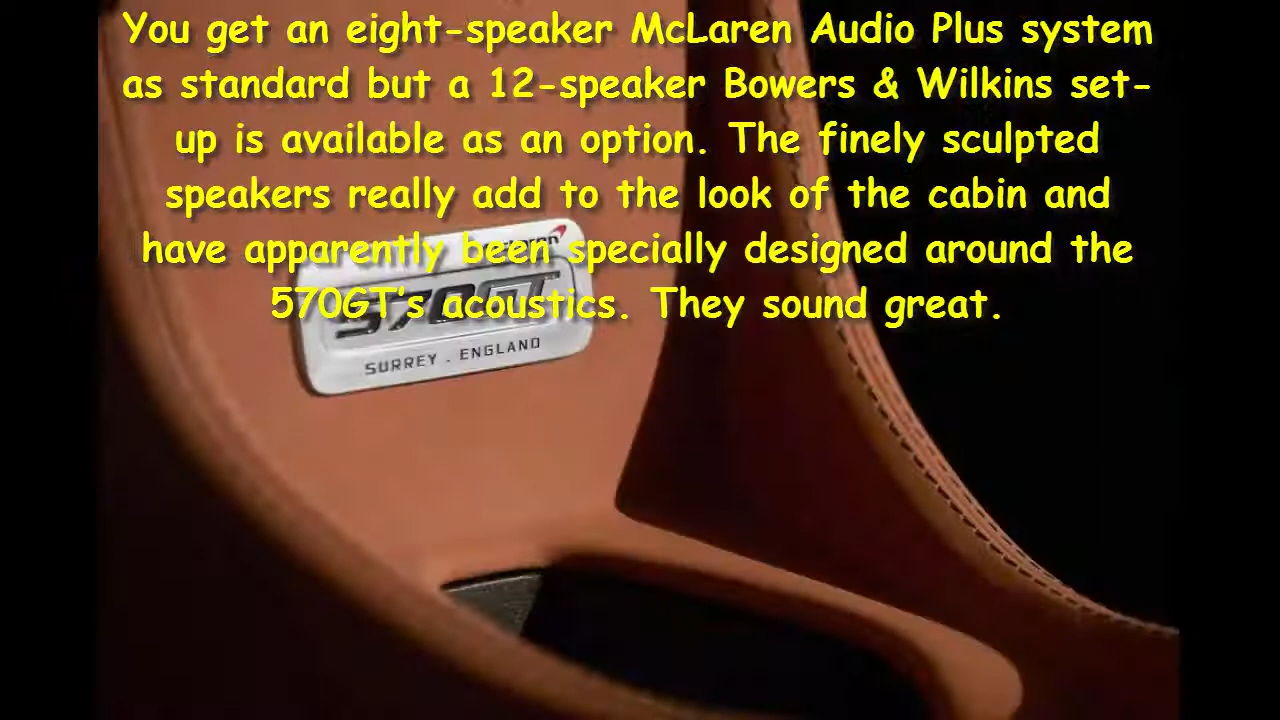 You get an eight-speaker McLaren Audio Plus system
as standard but a 12-speaker Bowers & Wilkins set-
up is available as an option. The finely sculpted
speakers really add to the look of the cabin and
have apparently been specially designed around the
570GT's acoustics. They sound great.
McLaren
570GT
SURREY . ENGLAND